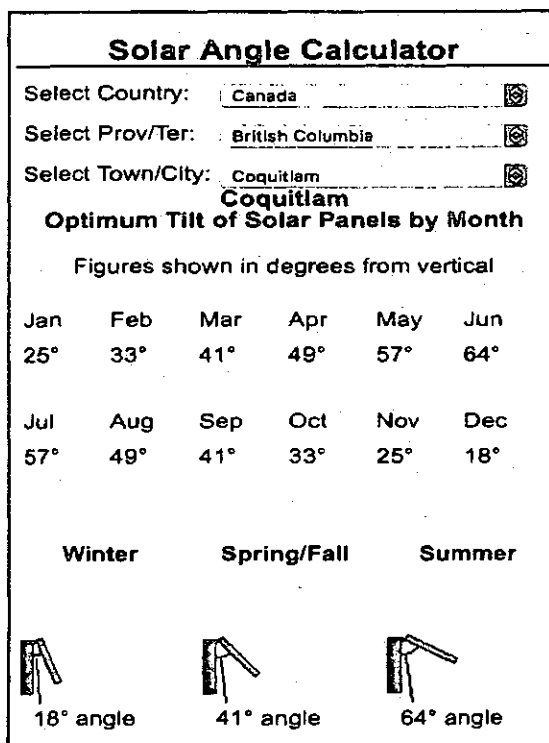 Solar Angle Calculator
Select Country: Canada
Select Prov/Ter: British Columbia
Select Town/City: Coquitlam
Coquitlam
Optimum Tilt of Solar Panels by Month
Figures shown in degrees from vertical
Jan Feb Mar Apr May Jun
25° 33° 41° 49° 57° 64°
Jul Aug Sep Oct Nov Dec
57° 49° 41° 33° 25° 18°
Winter Spring/Fall Summer
18° angle 41° angle 64° angle